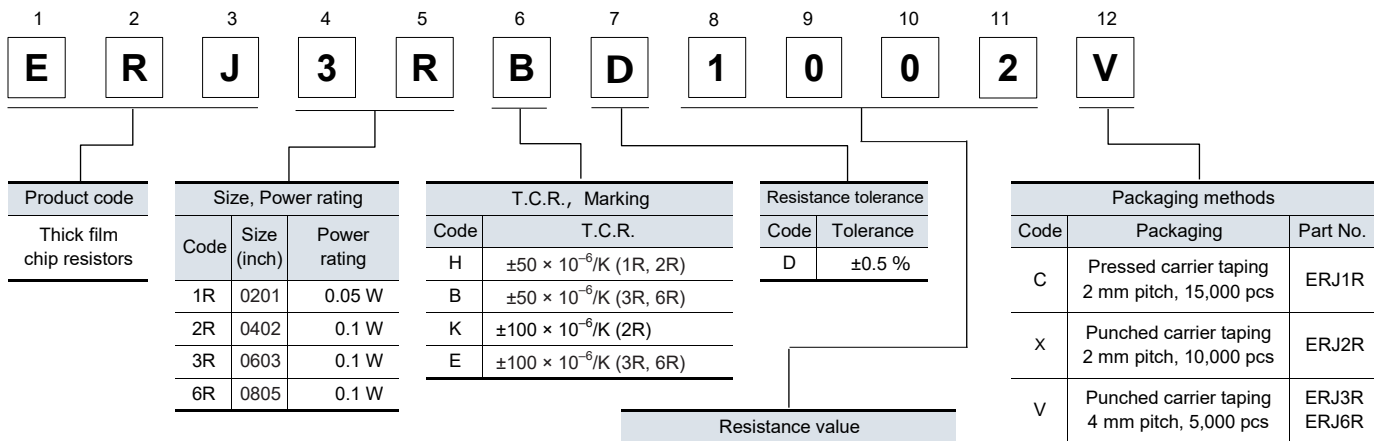 1 2 3 4 5 6 7 8 9 10 11 12
E R J 3 R B D 1 0 0 2 V
Product code
Thick film
chip resistors
Size, Power rating
Code Size (inch) Power rating
1R 0201 0.05 W
2R 0402 0.1 W
3R 0603 0.1 W
6R 0805 0.1 W
T.C.R., Marking
Code T.C.R.
H ±50 × 10⁻⁶/K (1R, 2R)
B ±50 × 10⁻⁶/K (3R, 6R)
K ±100 × 10⁻⁶/K (2R)
E ±100 × 10⁻⁶/K (3R, 6R)
Resistance tolerance
Code Tolerance
D ±0.5 %
Resistance value
Packaging methods
Code Packaging Part No.
C Pressed carrier taping 2 mm pitch, 15,000 pcs ERJ1R
X Punched carrier taping 2 mm pitch, 10,000 pcs ERJ2R
V Punched carrier taping 4 mm pitch, 5,000 pcs ERJ3R ERJ6R